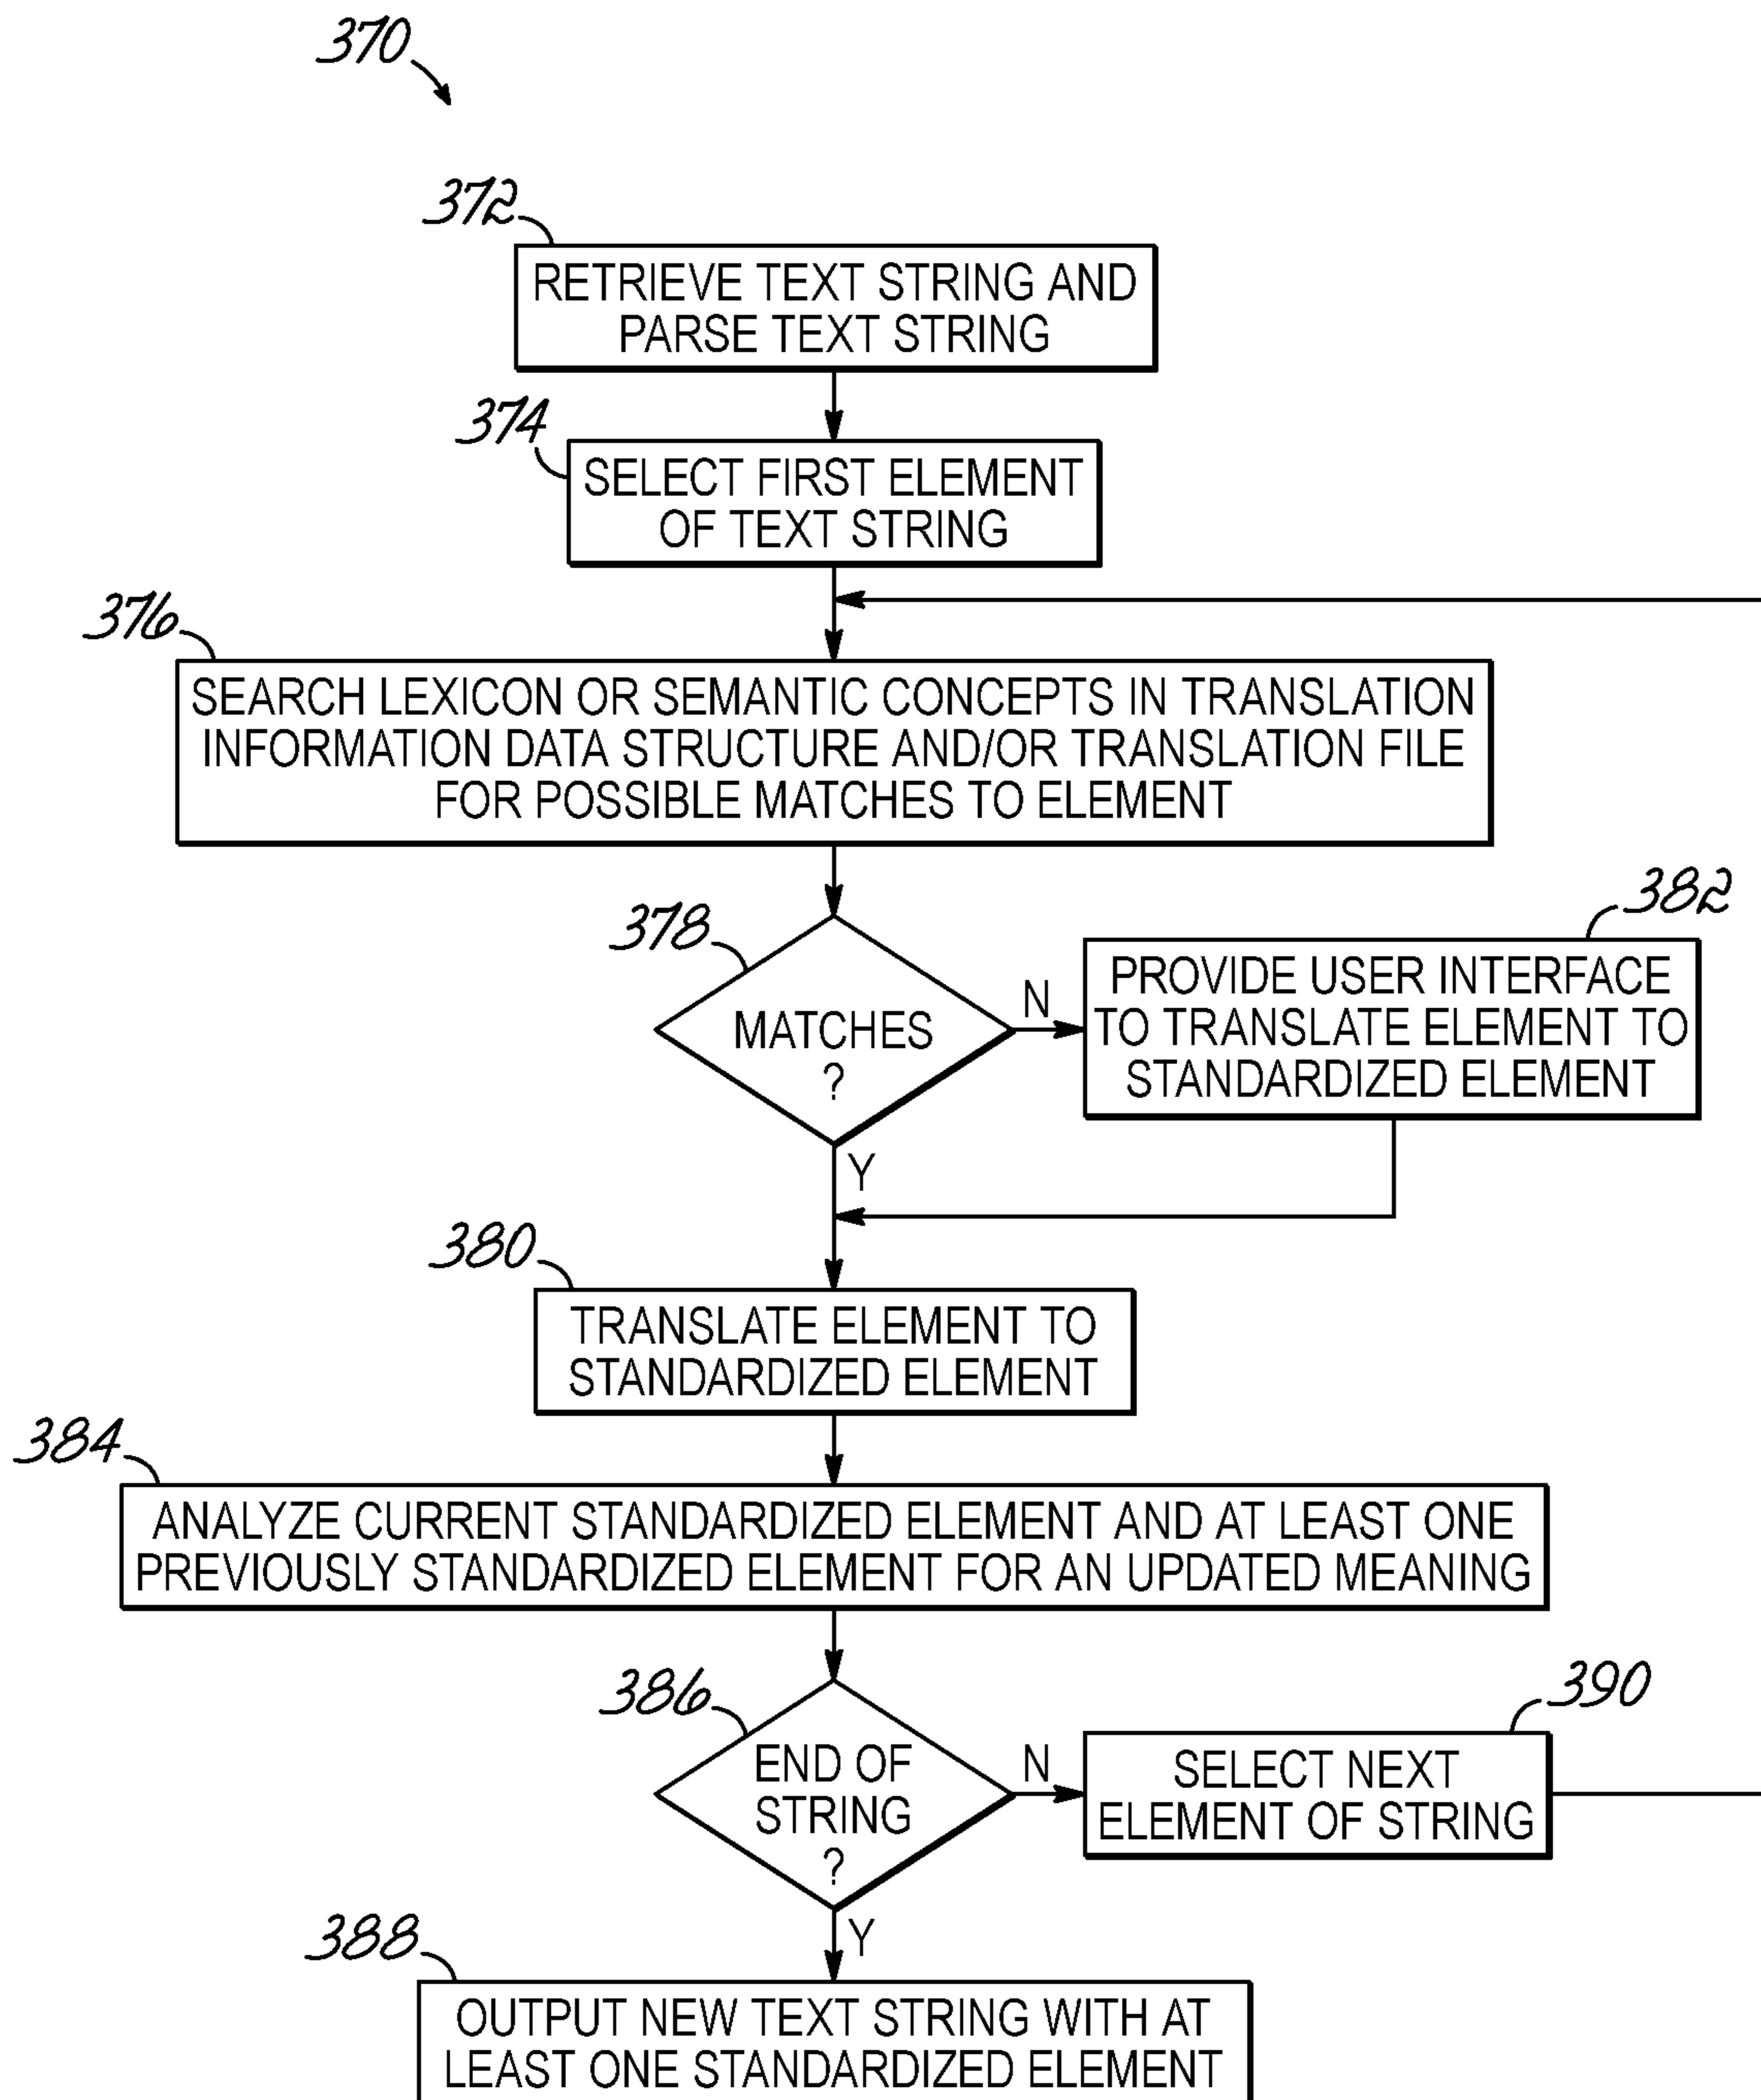 370
372
RETRIEVE TEXT STRING AND
PARSE TEXT STRING
374
SELECT FIRST ELEMENT
OF TEXT STRING
376
SEARCH LEXICON OR SEMANTIC CONCEPTS IN TRANSLATION
INFORMATION DATA STRUCTURE AND/OR TRANSLATION FILE
FOR POSSIBLE MATCHES TO ELEMENT
378
MATCHES
?
N
382
PROVIDE USER INTERFACE
TO TRANSLATE ELEMENT TO
STANDARDIZED ELEMENT
Y
380
TRANSLATE ELEMENT TO
STANDARDIZED ELEMENT
384
ANALYZE CURRENT STANDARDIZED ELEMENT AND AT LEAST ONE
PREVIOUSLY STANDARDIZED ELEMENT FOR AN UPDATED MEANING
386
END OF
STRING
?
N
390
SELECT NEXT
ELEMENT OF STRING
Y
388
OUTPUT NEW TEXT STRING WITH AT
LEAST ONE STANDARDIZED ELEMENT